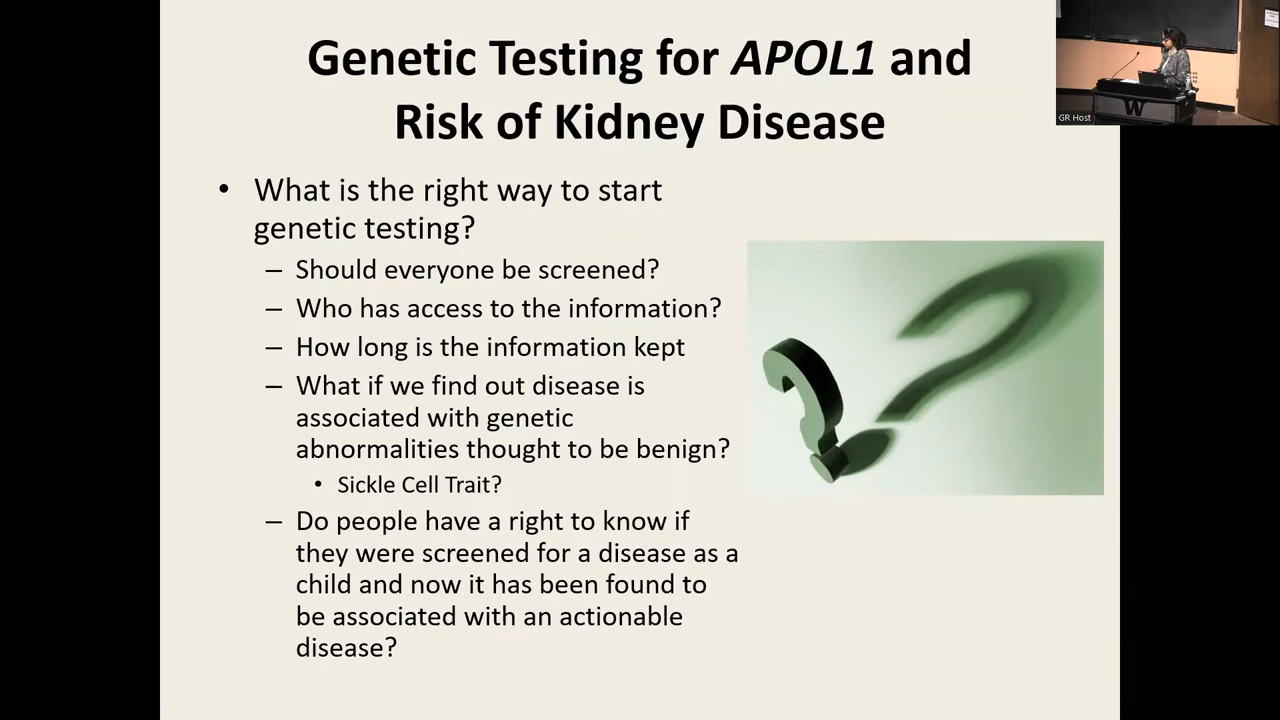 Genetic Testing for APOL1 and
Risk of Kidney Disease
• What is the right way to start
genetic testing?
– Should everyone be screened?
– Who has access to the information?
– How long is the information kept
– What if we find out disease is
associated with genetic
abnormalities thought to be benign?
• Sickle Cell Trait?
– Do people have a right to know if
they were screened for a disease as a
child and now it has been found to
be associated with an actionable
disease?
W
GR Host